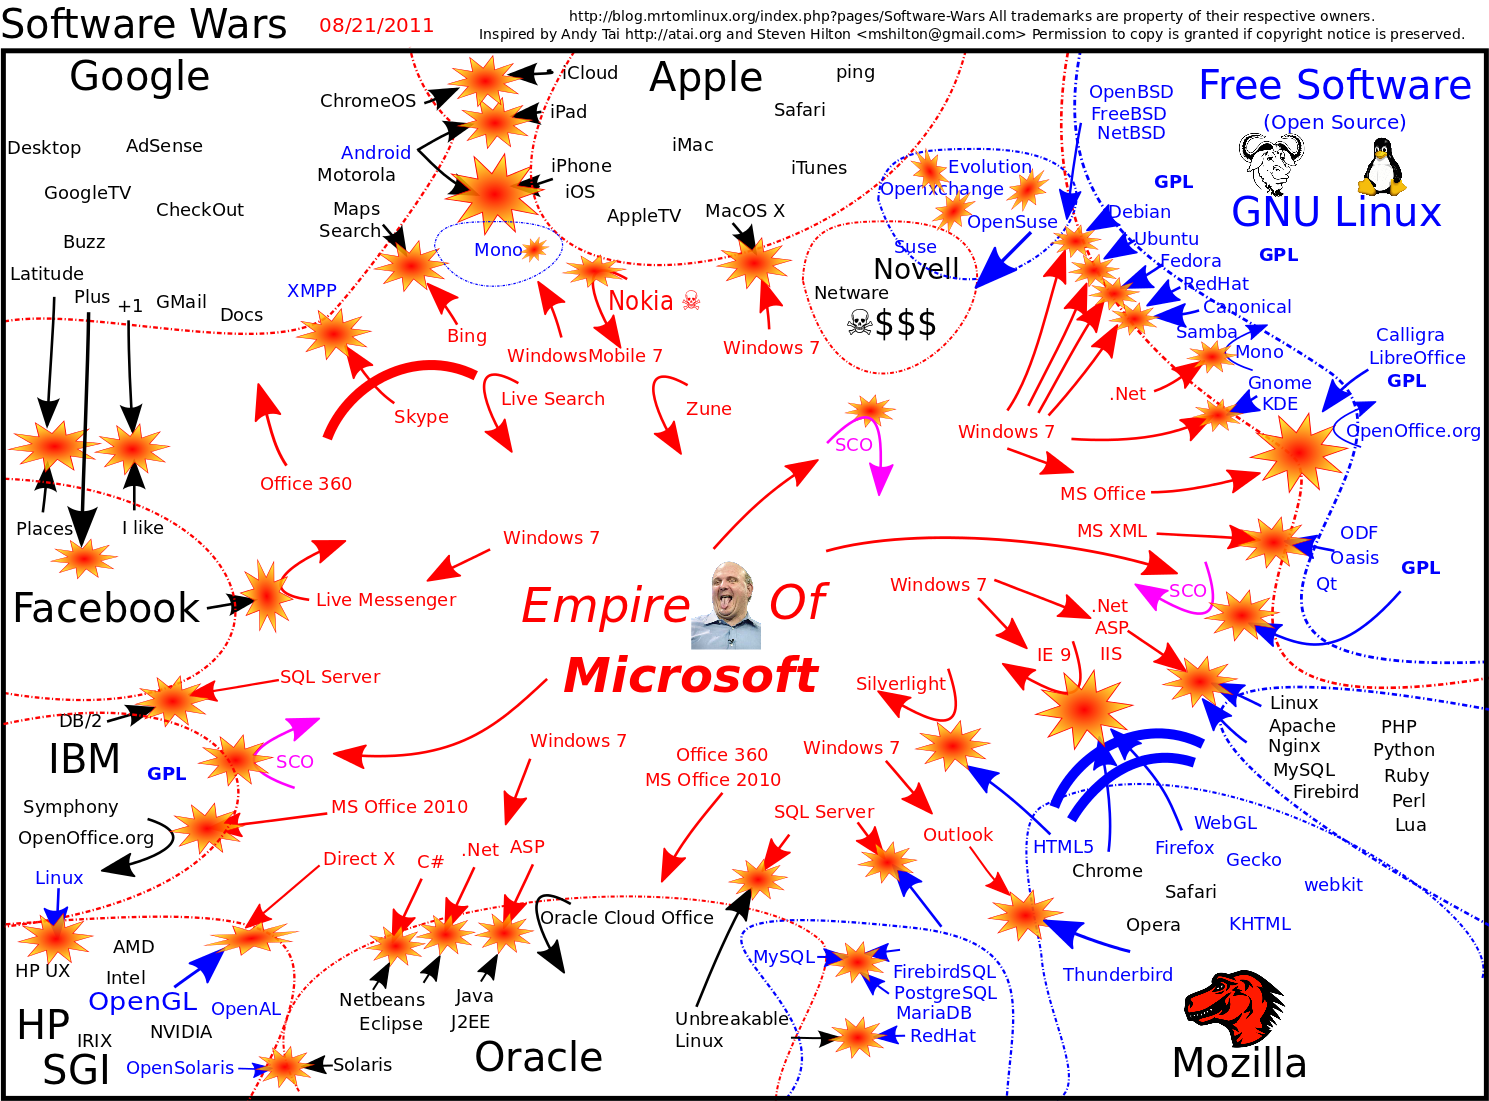 Software Wars
08/21/2011
http://blog.mrtomlinux.org/index.php?pages/Software-Wars All trademarks are property of their respective owners.
Inspired by Andy Tai http://atai.org and Steven Hilton <mshilton@gmail.com> Permission to copy is granted if copyright notice is preserved.
Google
Desktop
AdSense
GoogleTV
CheckOut
Buzz
Latitude
Plus
+1
GMail
Docs
ChromeOS
Android
Motorola
Maps
Search
XMPP
iCloud
iPad
iPhone
iOS
Apple
ping
Safari
iMac
iTunes
AppleTV
MacOS X
Mono
Nokia ☠
Bing
WindowsMobile 7
Windows 7
Skype
Live Search
Zune
Office 360
Evolution
Openxchange
OpenSuse
Suse
Novell
Netware
☠$$$
OpenBSD
FreeBSD
NetBSD
Free Software
(Open Source)
GPL
GNU Linux
GPL
Debian
Ubuntu
Fedora
RedHat
Canonical
Samba
Mono
Gnome
KDE
Calligra
LibreOffice
GPL
OpenOffice.org
.Net
Windows 7
MS Office
SCO
MS XML
ODF
Oasis
Qt
GPL
SCO
Places
I like
Facebook
Windows 7
Live Messenger
Empire Of
Microsoft
Windows 7
.Net
ASP
IIS
IE 9
Silverlight
SQL Server
DB/2
IBM
GPL
SCO
Symphony
OpenOffice.org
MS Office 2010
Linux
Windows 7
Office 360
MS Office 2010
Windows 7
SQL Server
Outlook
Linux
Apache
Nginx
MySQL
Firebird
PHP
Python
Ruby
Perl
Lua
HTML5
Chrome
WebGL
Firefox
Gecko
webkit
Safari
Opera
KHTML
Thunderbird
Mozilla
Direct X
C#
.Net
ASP
HP UX
AMD
Intel
OpenGL
OpenAL
HP
IRIX
NVIDIA
SGI
OpenSolaris
Solaris
Oracle Cloud Office
Netbeans
Eclipse
Java
J2EE
Oracle
Unbreakable
Linux
MySQL
FirebirdSQL
PostgreSQL
MariaDB
RedHat